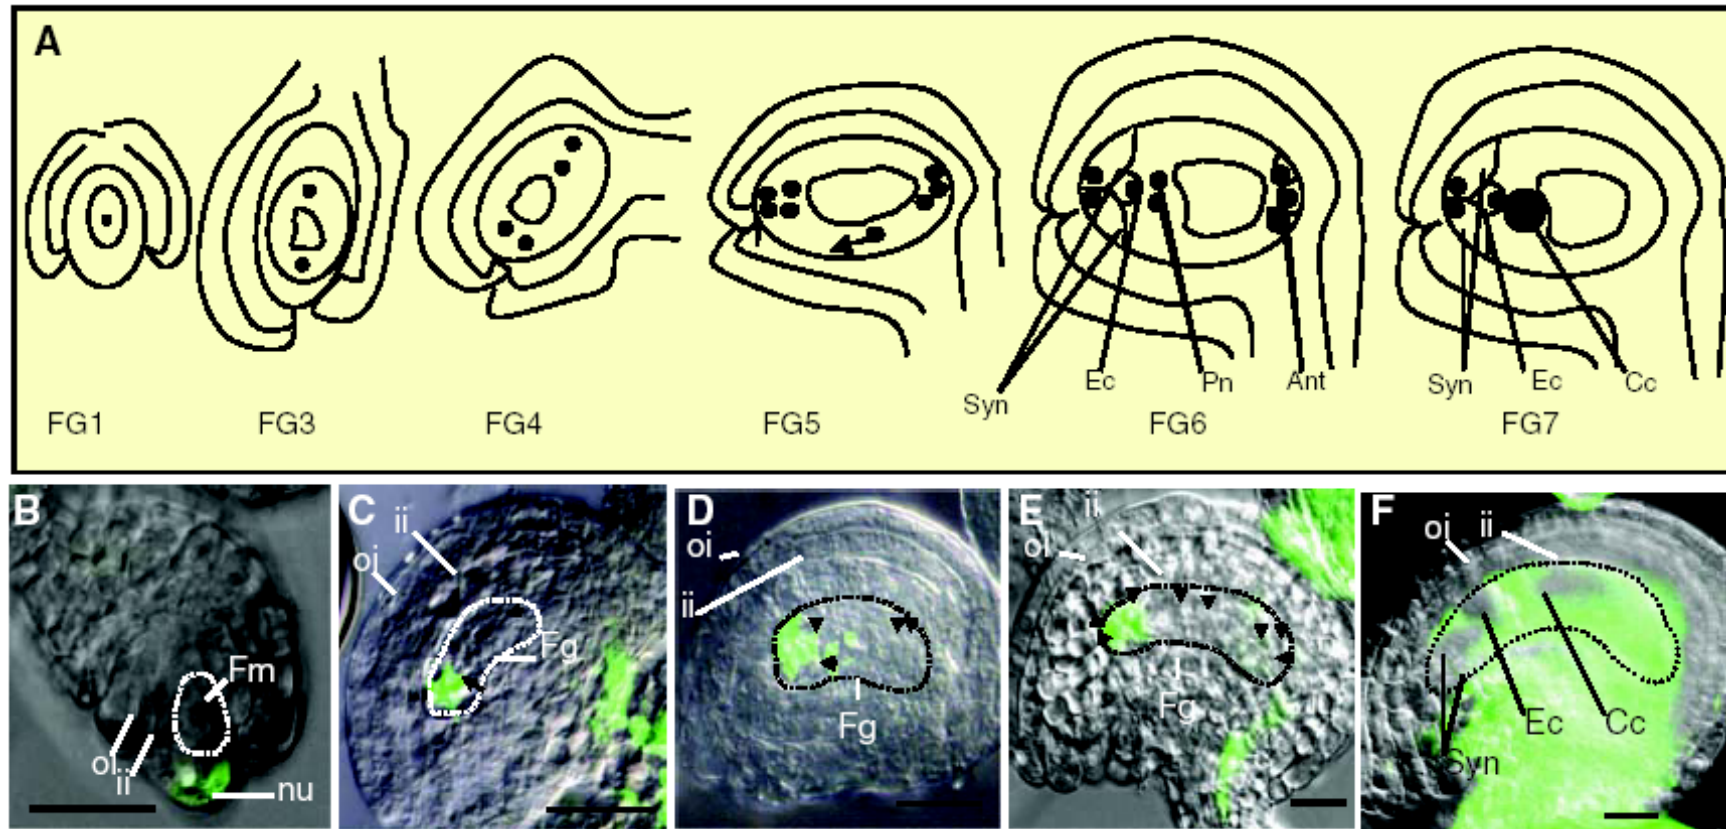 A
Syn Ec Pn Ant Syn Ec Cc
FG1 FG3 FG4 FG5 FG6 FG7
B C D E F
ii oi Fg
oi ii Fg
ii oi Fg
oi ii
Fm oi ii nu
Ec Cc Syn